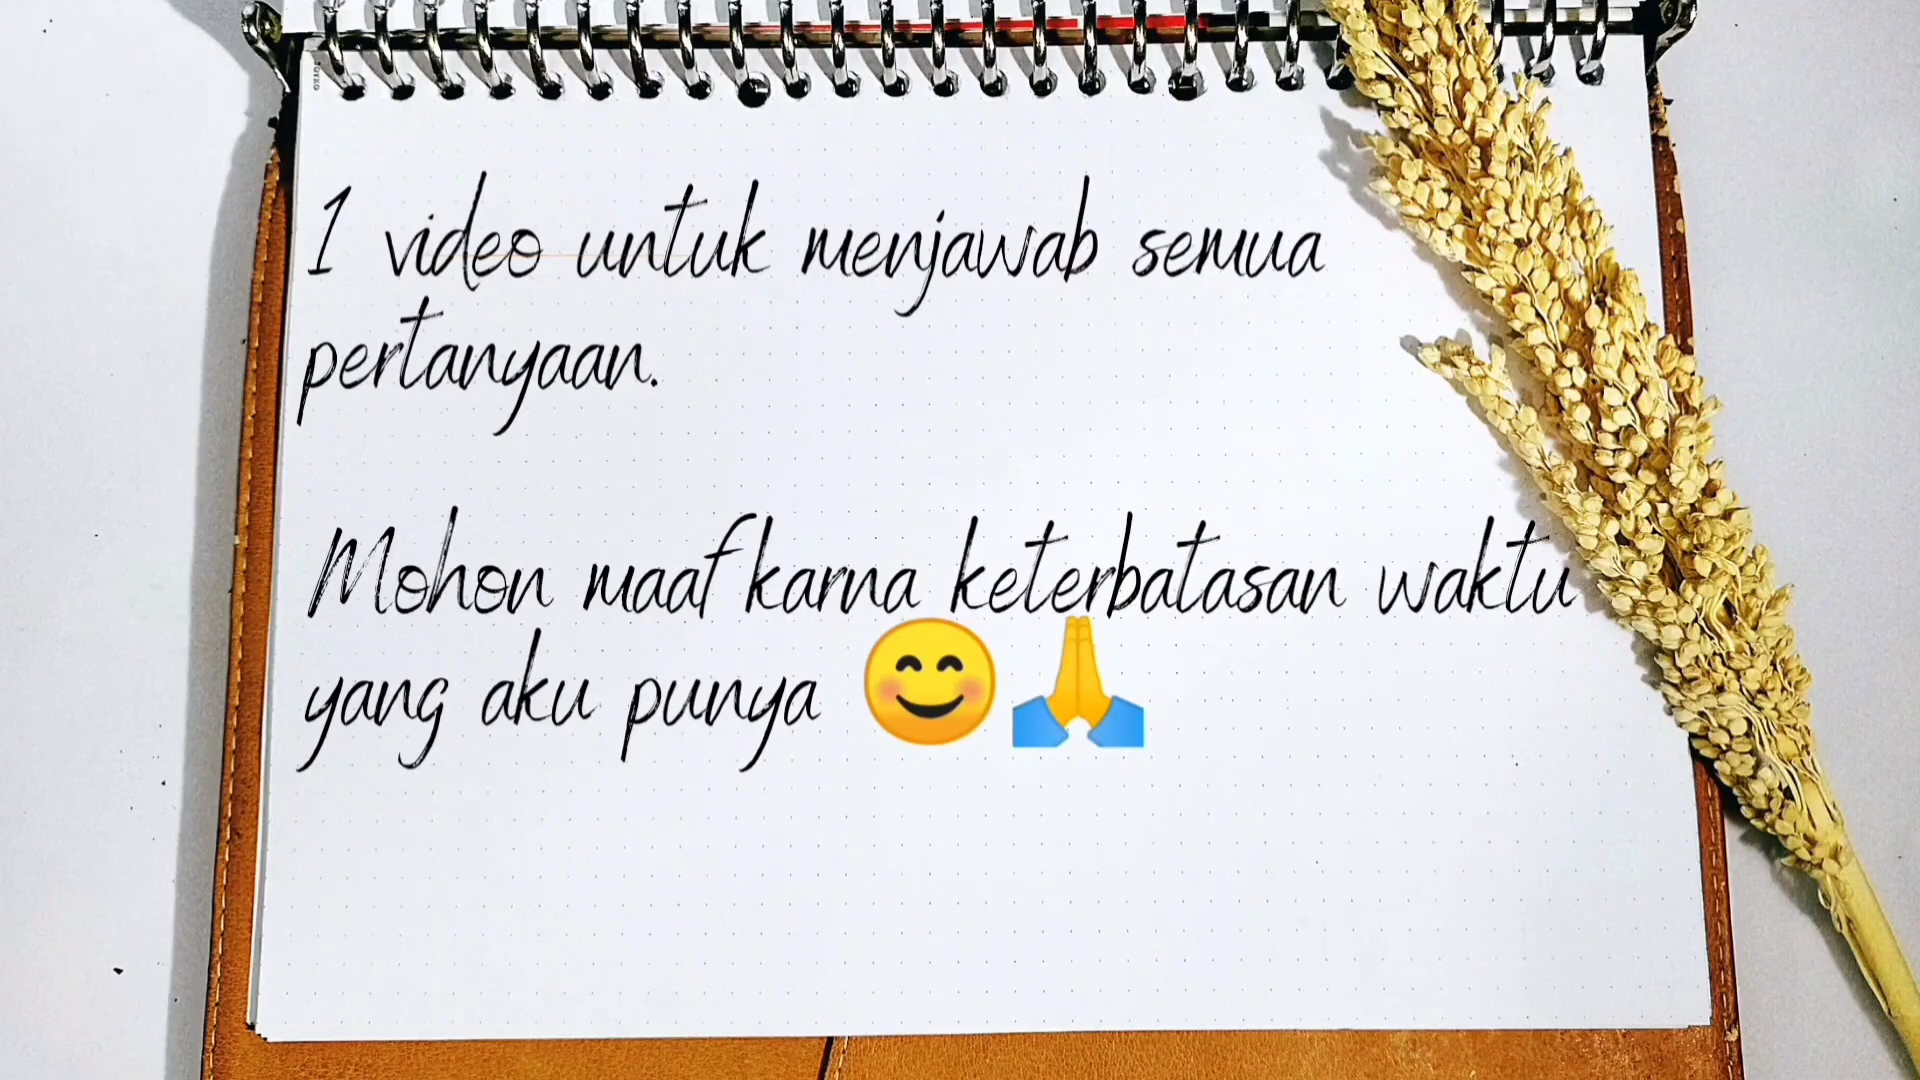 1 video untuk menjawab semua
pertanyaan.
Mohon maaf karna keterbatasan waktu
yang aku punya 😊🙏